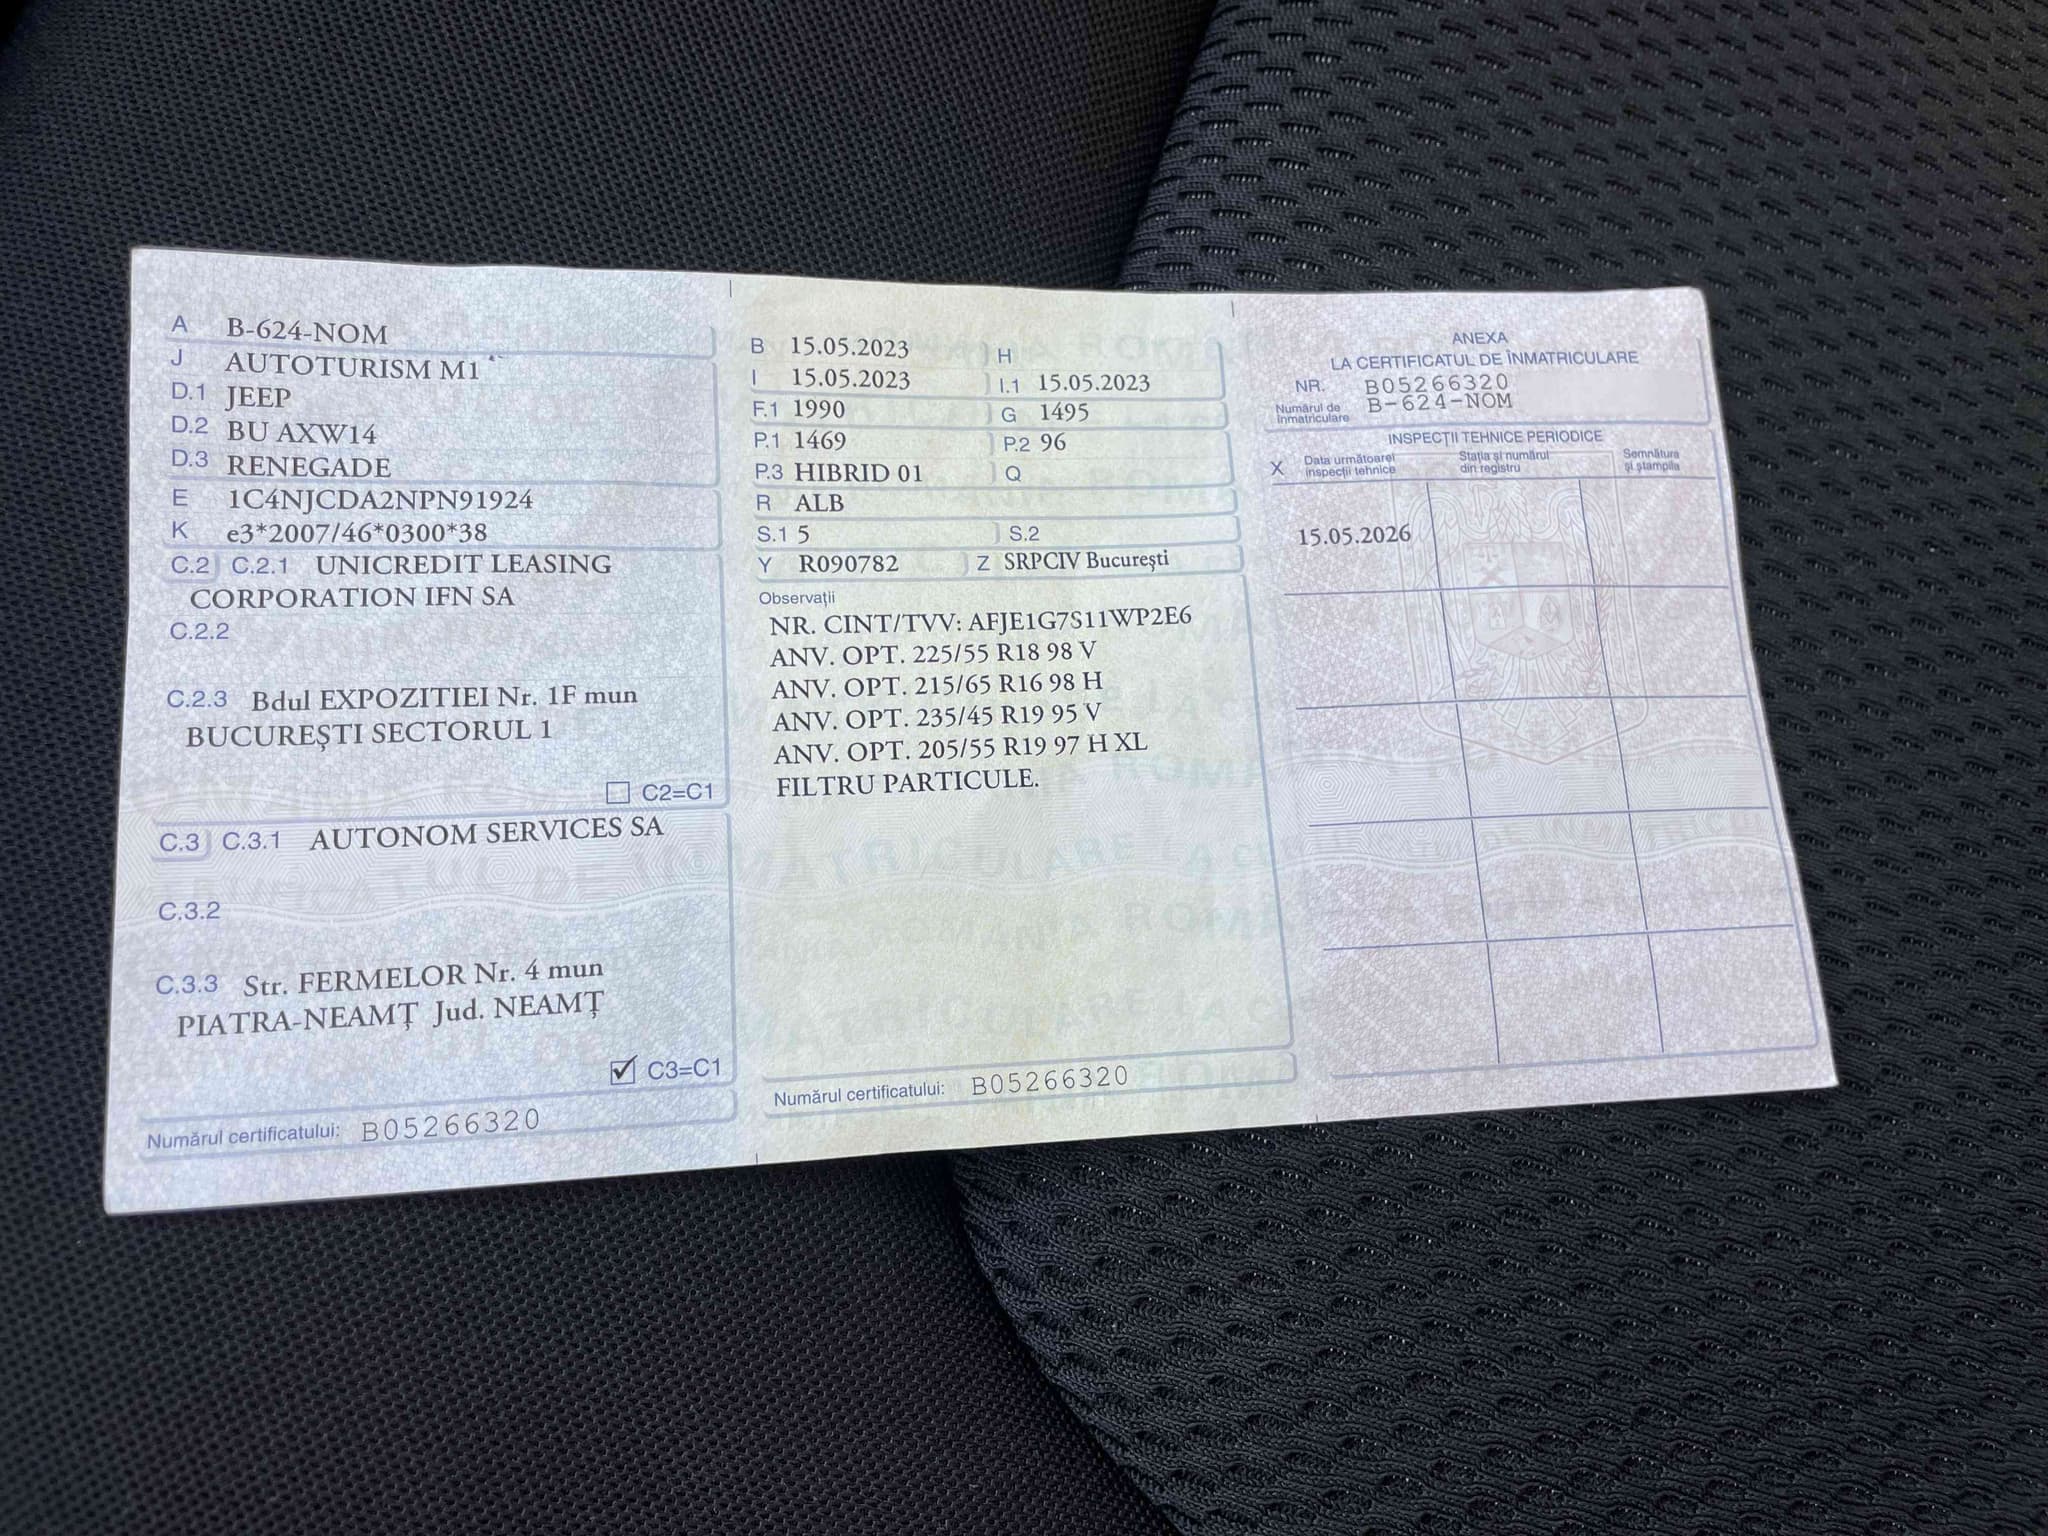 A B-624-NOM
J AUTOTURISM M1
D.1 JEEP
D.2 BU AXW14
D.3 RENEGADE
E 1C4NJCDA2NPN91924
K e3*2007/46*0300*38
C.2 C.2.1 UNICREDIT LEASING
CORPORATION IFN SA
C.2.2
C.2.3 Bdul EXPOZITIEI Nr. 1F mun
BUCUREŞTI SECTORUL 1
C2=C1
C.3 C.3.1 AUTONOM SERVICES SA
C.3.2
C.3.3 Str. FERMELOR Nr. 4 mun
PIATRA-NEAMŢ Jud. NEAMŢ
C3=C1
Numărul certificatului: B05266320
B 15.05.2023 H
I 15.05.2023 I.1 15.05.2023
F.1 1990 G 1495
P.1 1469 P.2 96
P.3 HIBRID 01 Q
R ALB
S.1 5 S.2
Y R090782 Z SRPCIV Bucureşti
Observaţii
NR. CINT/TVV: AFJE1G7S11WP2E6
ANV. OPT. 225/55 R18 98 V
ANV. OPT. 215/65 R16 98 H
ANV. OPT. 235/45 R19 95 V
ANV. OPT. 205/55 R19 97 H XL
FILTRU PARTICULE.
Numărul certificatului: B05266320
ANEXA
LA CERTIFICATUL DE ÎNMATRICULARE
NR. B05266320
Numărul de înmatriculare B-624-NOM
INSPECŢII TEHNICE PERIODICE
X Data următoarei inspecţii tehnice Staţia şi numărul din registru Semnătura şi ştampila
15.05.2026